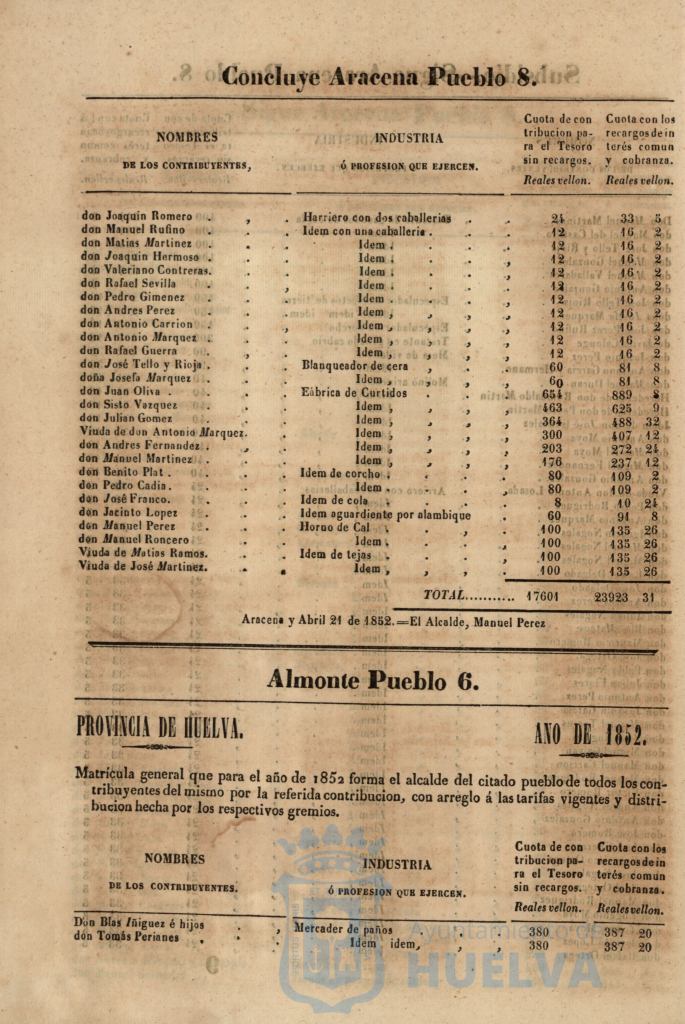 Concluye Aracena Pueblo 8.
NOMBRES
DE LOS CONTRIBUYENTES,
INDUSTRIA
ó PROFESION QUE EJERCEN.
Cuota de con
tribucion pa-
ra el Tesoro
sin recargos.
Reales vellon.
Cuota con los
recargos de in
terés comun
y cobranza.
Reales vellon.
don Joaquin Romero . , . Harriero con dos caballerias . . 24 33 5
don Manuel Rufino . . . Idem con una caballeria . . . 12 16 2
don Matias Martinez . . . Idem . . . . 12 16 2
don Joaquin Hermoso . . . Idem . . . . 12 16 2
don Valeriano Contreras. . . Idem . . . . 12 16 2
don Rafael Sevilla . , Idem . . . , 12 16 2
don Pedro Gimenez . . . Idem , . . , 12 16 2
don Andres Perez . . . Idem , . . , 12 16 2
don Antonio Carrion . . . Idem , , , , 12 16 2
don Antonio Marquez . . . Idem , , , , 12 16 2
don Rafael Guerra . , . Idem , , , , 12 16 2
don José Tello y Rioja . . . Blanqueador de cera , . , 60 81 8
doña Josefa Marquez . . . Idem , . , , 60 81 8
don Juan Oliva . . . . Fábrica de Curtidos . . . 654 889 8
don Sisto Vazquez . . . Idem , , , , 463 625 9
don Julian Gomez . . . Idem , , , , 364 488 32
Viuda de don Antonio Marquez. . . Idem , , , , 300 407 12
don Andres Fernandez . , . Idem , , , , 203 272 24
don Manuel Martinez . . . Idem , , , , 176 237 12
don Benito Plat . . . . Idem de corcho . . . . 80 109 2
don Pedro Cadia. . . . Idem . . . . 80 109 2
don José Franco. . . . Idem de cola . . . . 8 10 24
don Jacinto Lopez . . . Idem aguardiente por alambique . 60 91 8
don Manuel Perez . . . Horno de Cal . . . . 100 135 26
don Manuel Roncero . . . Idem . . . . 100 135 26
Viuda de Matias Ramos. . . . Idem de tejas . . . . 100 135 26
Viuda de José Martinez. . . . Idem , , , . 100 135 26
TOTAL.......... 17601 23923 31
Aracena y Abril 21 de 1852.=El Alcalde, Manuel Perez
Almonte Pueblo 6.
PROVINCIA DE HUELVA.
AÑO DE 1852.
Matrícula general que para el año de 1852 forma el alcalde del citado pueblo de todos los con-
tribuyentes del mismo por la referida contribucion, con arreglo á las tarifas vigentes y distri-
bucion hecha por los respectivos gremios.
NOMBRES
DE LOS CONTRIBUYENTES.
INDUSTRIA
ó PROFESION QUE EJERCEN.
Cuota de con
tribucion pa-
ra el Tesoro
sin recargos.
Reales vellon.
Cuota con los
recargos de in
terés comun
y cobranza.
Reales vellon.
Don Blas Iñiguez é hijos . , Mercader de paños . . , 380 387 20
don Tomás Perianes . . . Idem idem, , , , 380 387 20
Ayuntamiento de
HUELVA